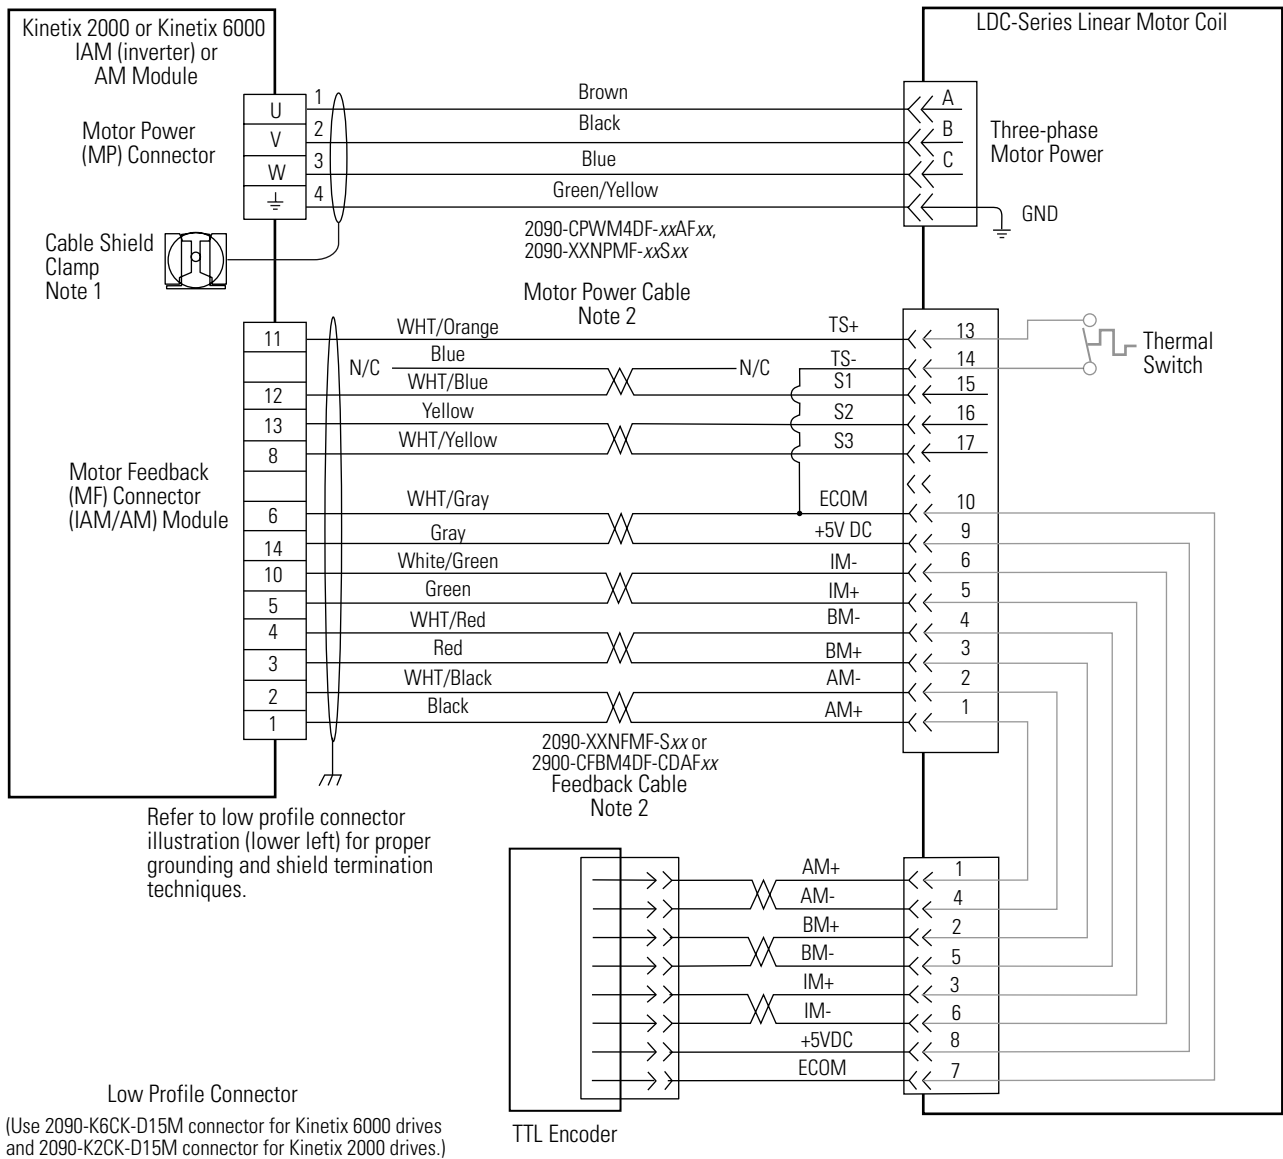 Kinetix 2000 or Kinetix 6000
IAM (inverter) or
AM Module
LDC-Series Linear Motor Coil
Motor Power
(MP) Connector
U
V
W
1
2
3
4
Brown
Black
Blue
Green/Yellow
A
B
C
Three-phase
Motor Power
GND
2090-CPWM4DF-xxAFxx,
2090-XXNPMF-xxSxx
Cable Shield
Clamp
Note 1
Motor Power Cable
Note 2
11
WHT/Orange
TS+
13
N/C
Blue
N/C
TS-
14
Thermal
Switch
12
WHT/Blue
S1
15
13
Yellow
S2
16
8
WHT/Yellow
S3
17
Motor Feedback
(MF) Connector
(IAM/AM) Module
6
WHT/Gray
ECOM
10
14
Gray
+5V DC
9
10
White/Green
IM-
6
5
Green
IM+
5
4
WHT/Red
BM-
4
3
Red
BM+
3
2
WHT/Black
AM-
2
1
Black
AM+
1
2090-XXNFMF-Sxx or
2900-CFBM4DF-CDAFxx
Feedback Cable
Note 2
Refer to low profile connector
illustration (lower left) for proper
grounding and shield termination
techniques.
AM+
1
AM-
4
BM+
2
BM-
5
IM+
3
IM-
6
+5VDC
8
ECOM
7
TTL Encoder
Low Profile Connector
(Use 2090-K6CK-D15M connector for Kinetix 6000 drives
and 2090-K2CK-D15M connector for Kinetix 2000 drives.)